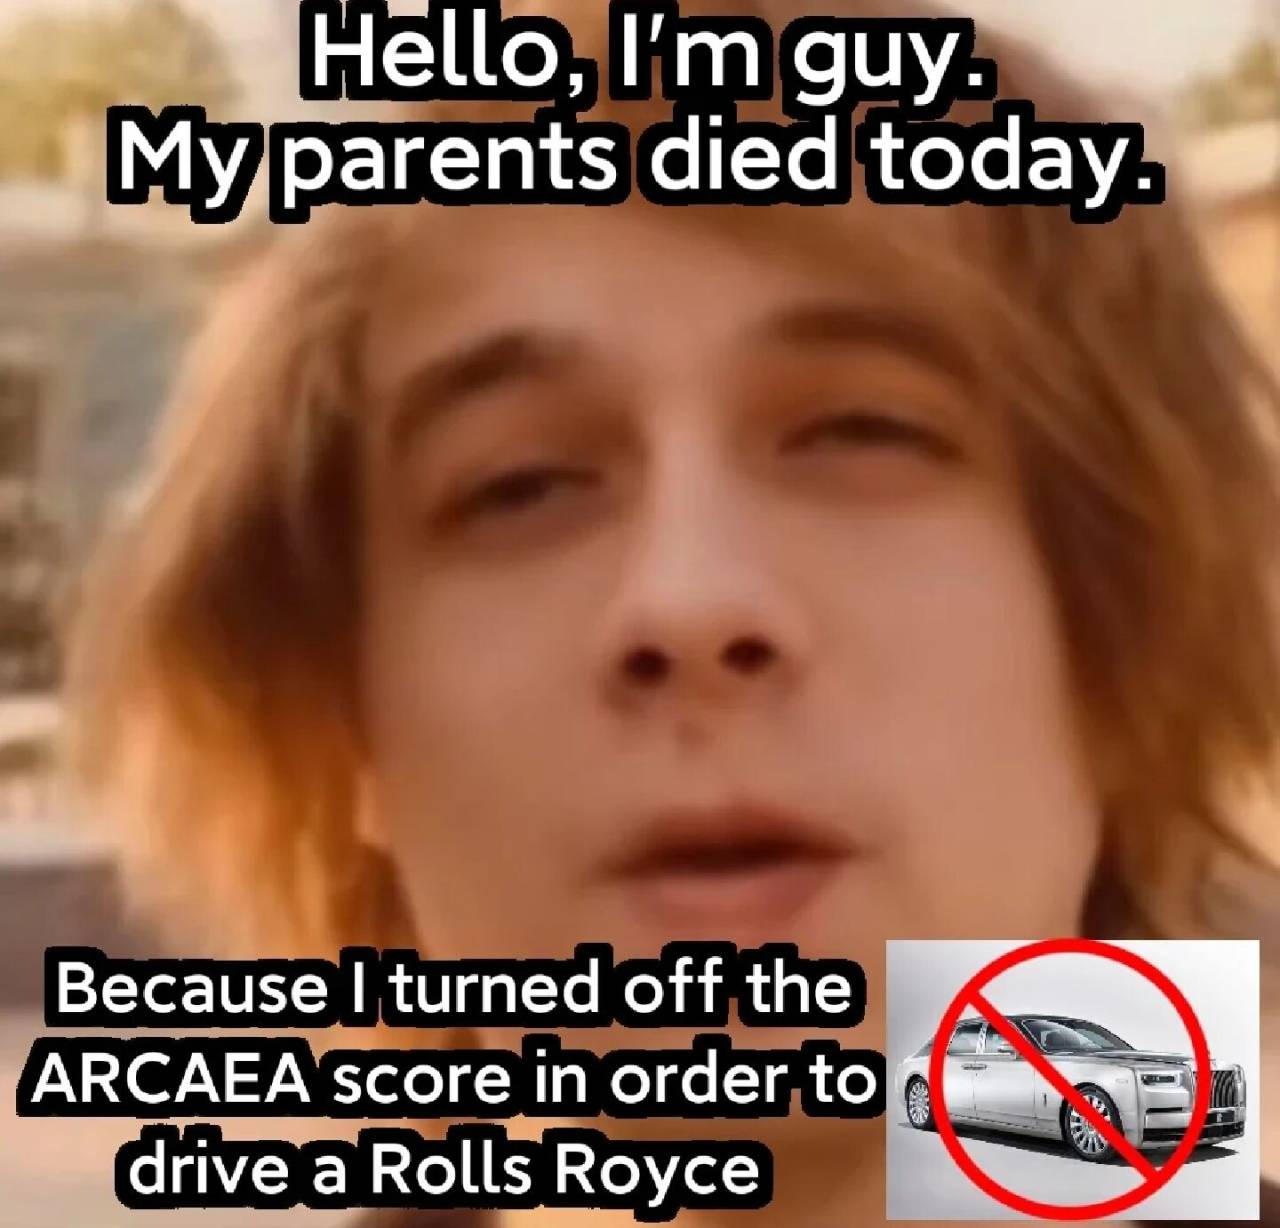 Hello, I'm guy.
My parents died today.
Because I turned off the
ARCAEA score in order to
drive a Rolls Royce